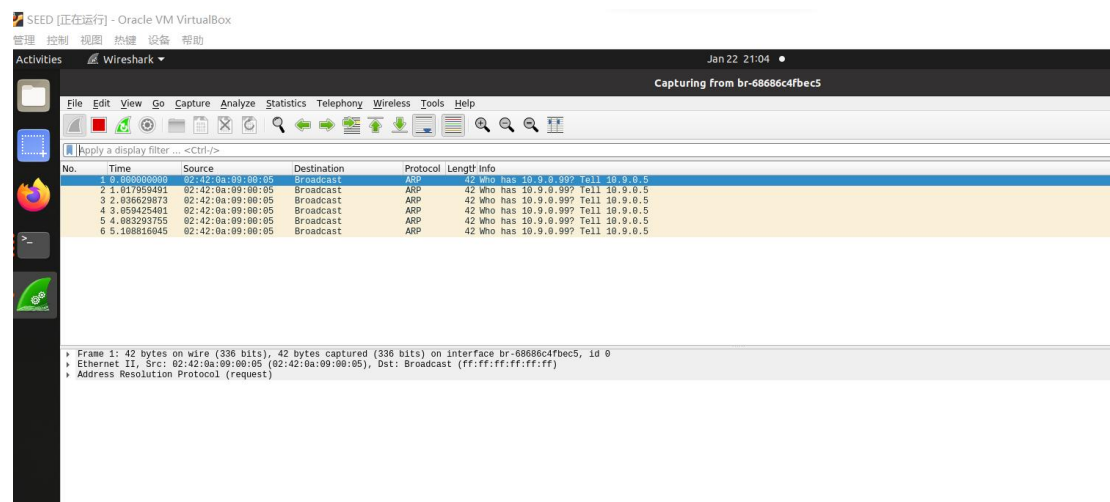 SEED [正在运行] - Oracle VM VirtualBox
管理 控制 视图 热键 设备 帮助
Activities Wireshark Jan 22 21:04
Capturing from br-68686c4fbec5
File Edit View Go Capture Analyze Statistics Telephony Wireless Tools Help
Apply a display filter ... <Ctrl-/>
No. Time Source Destination Protocol Length Info
1 0.000000000 02:42:0a:09:00:05 Broadcast ARP 42 Who has 10.9.0.99? Tell 10.9.0.5
2 1.017959491 02:42:0a:09:00:05 Broadcast ARP 42 Who has 10.9.0.99? Tell 10.9.0.5
3 2.036629873 02:42:0a:09:00:05 Broadcast ARP 42 Who has 10.9.0.99? Tell 10.9.0.5
4 3.059425401 02:42:0a:09:00:05 Broadcast ARP 42 Who has 10.9.0.99? Tell 10.9.0.5
5 4.083293755 02:42:0a:09:00:05 Broadcast ARP 42 Who has 10.9.0.99? Tell 10.9.0.5
6 5.108816045 02:42:0a:09:00:05 Broadcast ARP 42 Who has 10.9.0.99? Tell 10.9.0.5
Frame 1: 42 bytes on wire (336 bits), 42 bytes captured (336 bits) on interface br-68686c4fbec5, id 0
Ethernet II, Src: 02:42:0a:09:00:05 (02:42:0a:09:00:05), Dst: Broadcast (ff:ff:ff:ff:ff:ff)
Address Resolution Protocol (request)